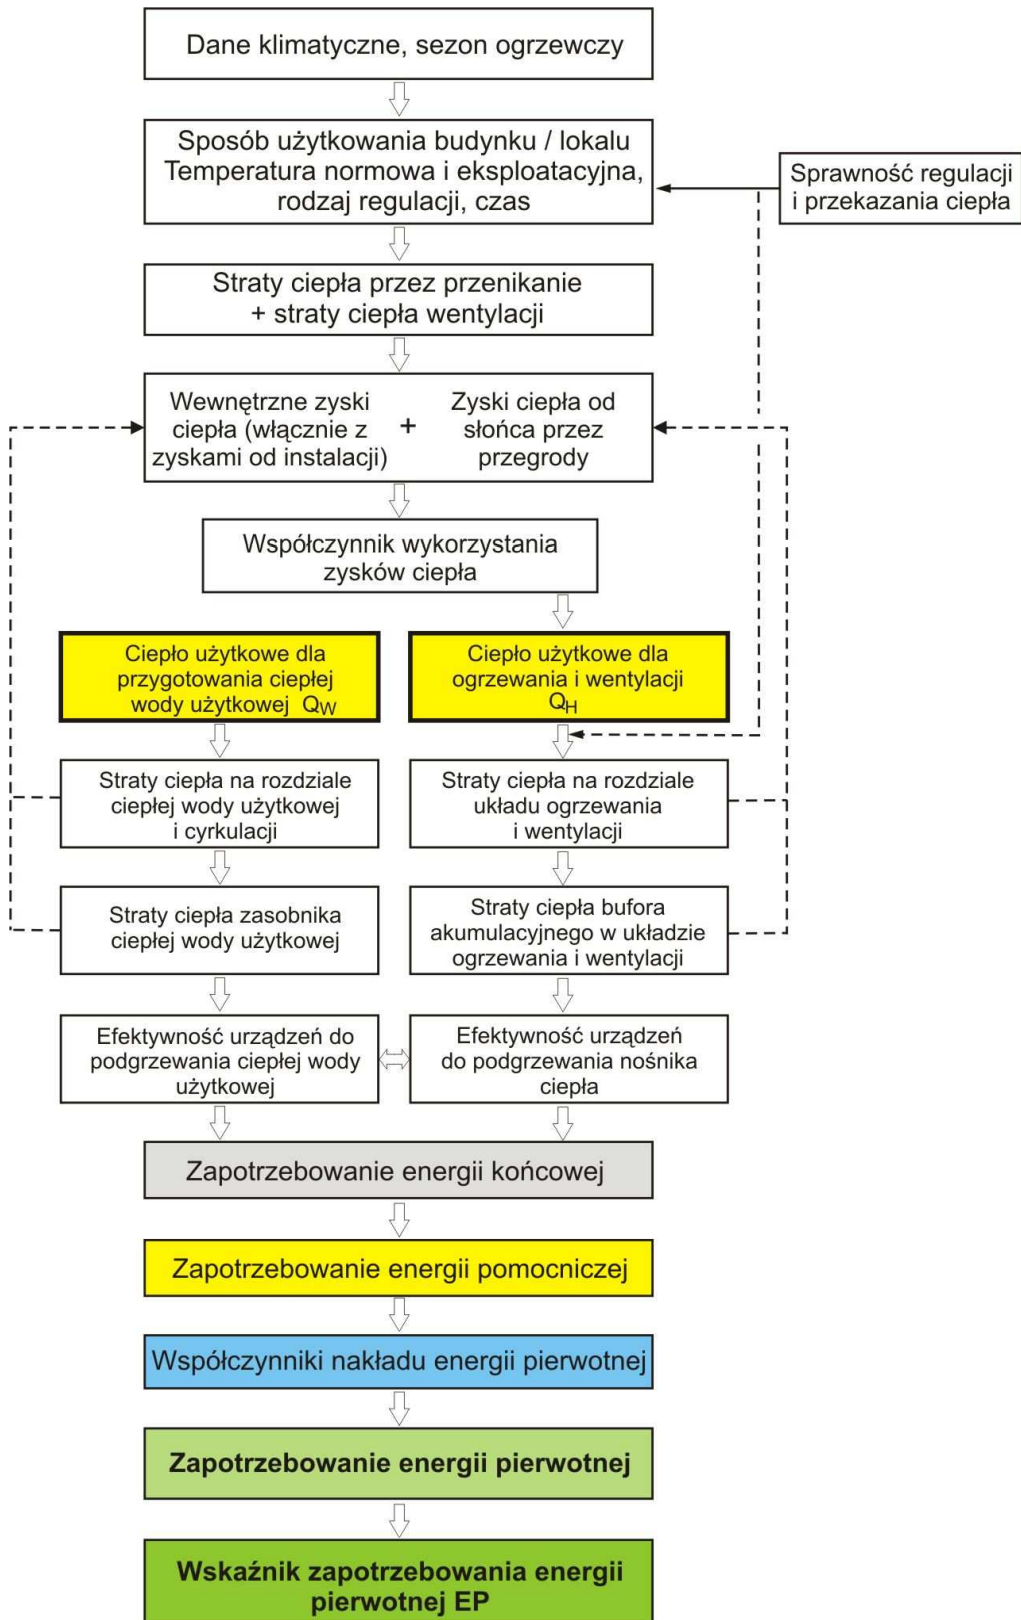 Dane klimatyczne, sezon ogrzewczy
Sposób użytkowania budynku / lokalu
Temperatura normowa i eksploatacyjna,
rodzaj regulacji, czas
Sprawność regulacji
i przekazania ciepła
Straty ciepła przez przenikanie
+ straty ciepła wentylacji
Wewnętrzne zyski
ciepła (włącznie z
zyskami od instalacji)
+
Zyski ciepła od
słońca przez
przegrody
Współczynnik wykorzystania
zysków ciepła
Ciepło użytkowe dla
przygotowania ciepłej
wody użytkowej QW
Ciepło użytkowe dla
ogrzewania i wentylacji
QH
Straty ciepła na rozdziale
ciepłej wody użytkowej
i cyrkulacji
Straty ciepła na rozdziale
układu ogrzewania
i wentylacji
Straty ciepła zasobnika
ciepłej wody użytkowej
Straty ciepła bufora
akumulacyjnego w układzie
ogrzewania i wentylacji
Efektywność urządzeń do
podgrzewania ciepłej wody
użytkowej
Efektywność urządzeń
do podgrzewania nośnika
ciepła
Zapotrzebowanie energii końcowej
Zapotrzebowanie energii pomocniczej
Współczynniki nakładu energii pierwotnej
Zapotrzebowanie energii pierwotnej
Wskaźnik zapotrzebowania energii
pierwotnej EP